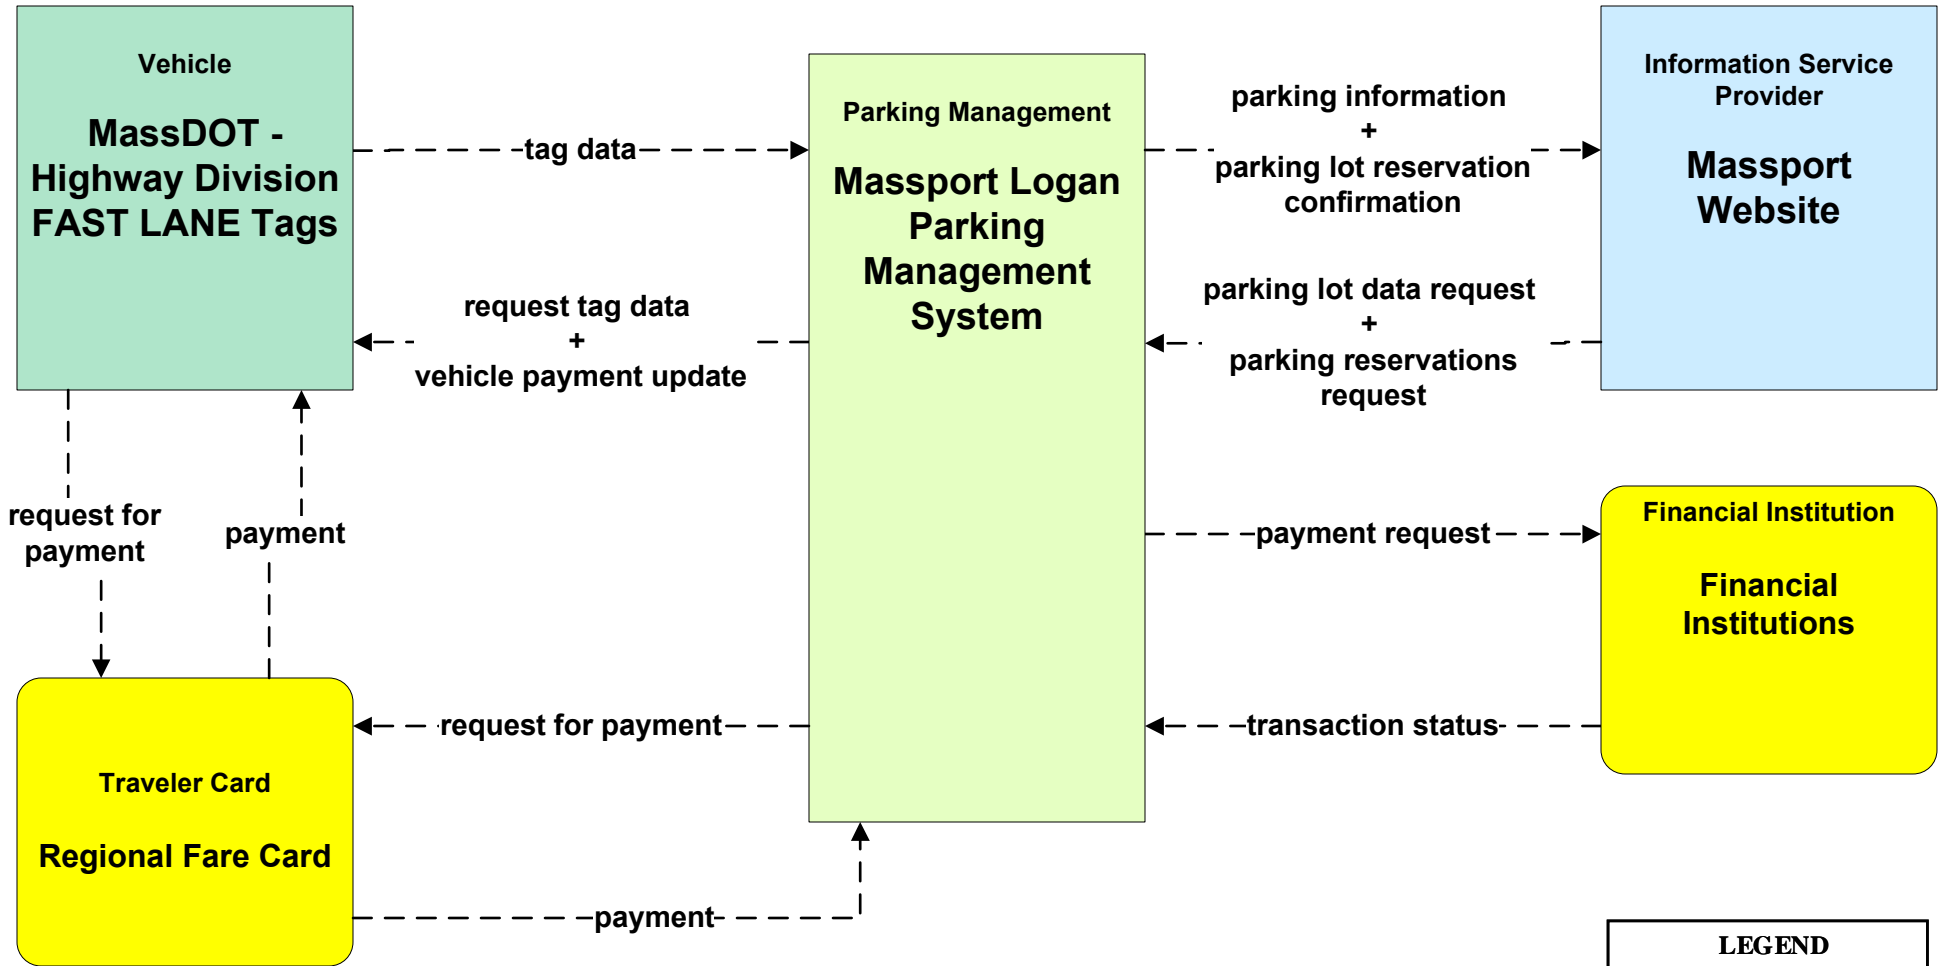 Vehicle
MassDOT -
Highway Division
FAST LANE Tags
tag data
request tag data
+
vehicle payment update
Parking Management
Massport Logan
Parking
Management
System
parking information
+
parking lot reservation
confirmation
parking lot data request
+
parking reservations
request
Information Service
Provider
Massport
Website
request for
payment
payment
payment request
Financial Institution
Financial
Institutions
transaction status
request for payment
Traveler Card
Regional Fare Card
payment
LEGEND